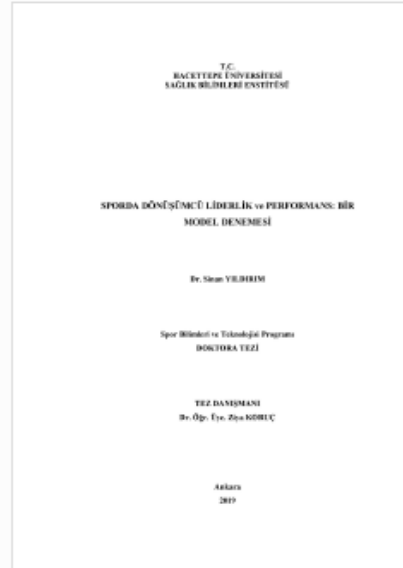 T.C.
HACETTEPE ÜNİVERSİTESİ
SAĞLIK BİLİMLERİ ENSTİTÜSÜ
SPORDA DÖNÜŞÜMCÜ LİDERLİK ve PERFORMANS: BİR
MODEL DENEMESİ
Dr. Sinan YILDIRIM
Spor Bilimleri ve Teknolojisi Programı
DOKTORA TEZİ
TEZ DANIŞMANI
Dr. Öğr. Üye. Ziya KORUÇ
Ankara
2019